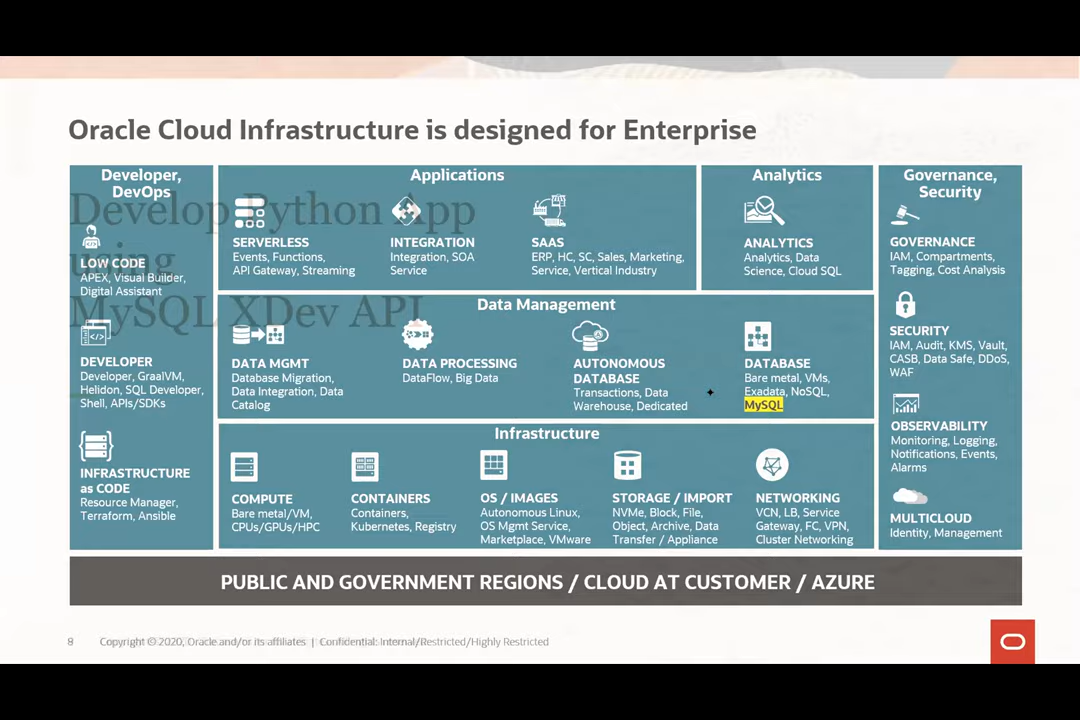 Oracle Cloud Infrastructure is designed for Enterprise
Developer,
DevOps
LOW CODE
APEX, Visual Builder,
Digital Assistant
DEVELOPER
Developer, GraalVM,
Helidon, SQL Developer,
Shell, APIs/SDKs
INFRASTRUCTURE
as CODE
Resource Manager,
Terraform, Ansible
Develop Python App
using
MySQL XDev API
Applications
SERVERLESS
Events, Functions,
API Gateway, Streaming
INTEGRATION
Integration, SOA
Service
SAAS
ERP, HC, SC, Sales, Marketing,
Service, Vertical Industry
Analytics
ANALYTICS
Analytics, Data
Science, Cloud SQL
Data Management
DATA MGMT
Database Migration,
Data Integration, Data
Catalog
DATA PROCESSING
DataFlow, Big Data
AUTONOMOUS
DATABASE
Transactions, Data
Warehouse, Dedicated
DATABASE
Bare metal, VMs,
Exadata, NoSQL,
MySQL
Infrastructure
COMPUTE
Bare metal/VM,
CPUs/GPUs/HPC
CONTAINERS
Containers,
Kubernetes, Registry
OS / IMAGES
Autonomous Linux,
OS Mgmt Service,
Marketplace, VMware
STORAGE / IMPORT
NVMe, Block, File,
Object, Archive, Data
Transfer / Appliance
NETWORKING
VCN, LB, Service
Gateway, FC, VPN,
Cluster Networking
Governance,
Security
GOVERNANCE
IAM, Compartments,
Tagging, Cost Analysis
SECURITY
IAM, Audit, KMS, Vault,
CASB, Data Safe, DDoS,
WAF
OBSERVABILITY
Monitoring, Logging,
Notifications, Events,
Alarms
MULTICLOUD
Identity, Management
PUBLIC AND GOVERNMENT REGIONS / CLOUD AT CUSTOMER / AZURE
Copyright © 2020, Oracle and/or its affiliates | Confidential: Internal/Restricted/Highly Restricted